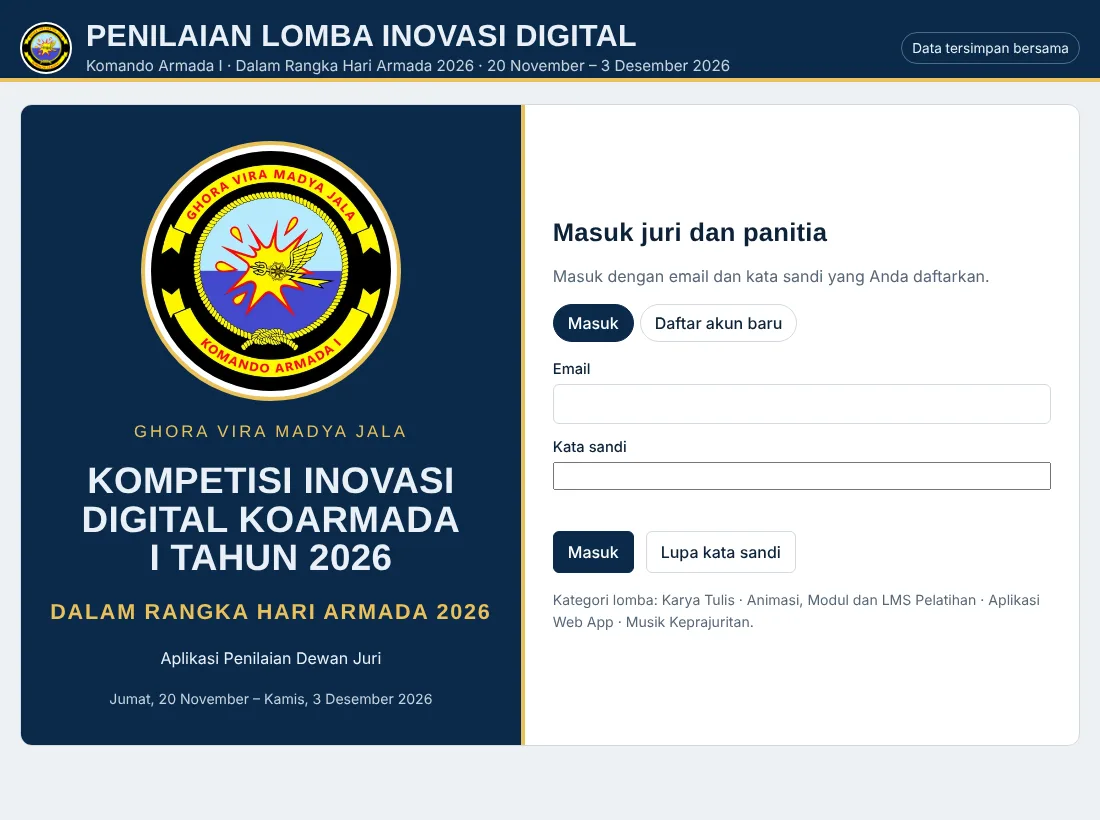 PENILAIAN LOMBA INOVASI DIGITAL
Komando Armada I · Dalam Rangka Hari Armada 2026 · 20 November – 3 Desember 2026
Data tersimpan bersama
GHORA VIRA MADYA JALA
KOMANDO ARMADA I
GHORA VIRA MADYA JALA
KOMPETISI INOVASI
DIGITAL KOARMADA
I TAHUN 2026
DALAM RANGKA HARI ARMADA 2026
Aplikasi Penilaian Dewan Juri
Jumat, 20 November – Kamis, 3 Desember 2026
Masuk juri dan panitia
Masuk dengan email dan kata sandi yang Anda daftarkan.
Masuk
Daftar akun baru
Email
Kata sandi
Masuk
Lupa kata sandi
Kategori lomba: Karya Tulis · Animasi, Modul dan LMS Pelatihan · Aplikasi
Web App · Musik Keprajuritan.